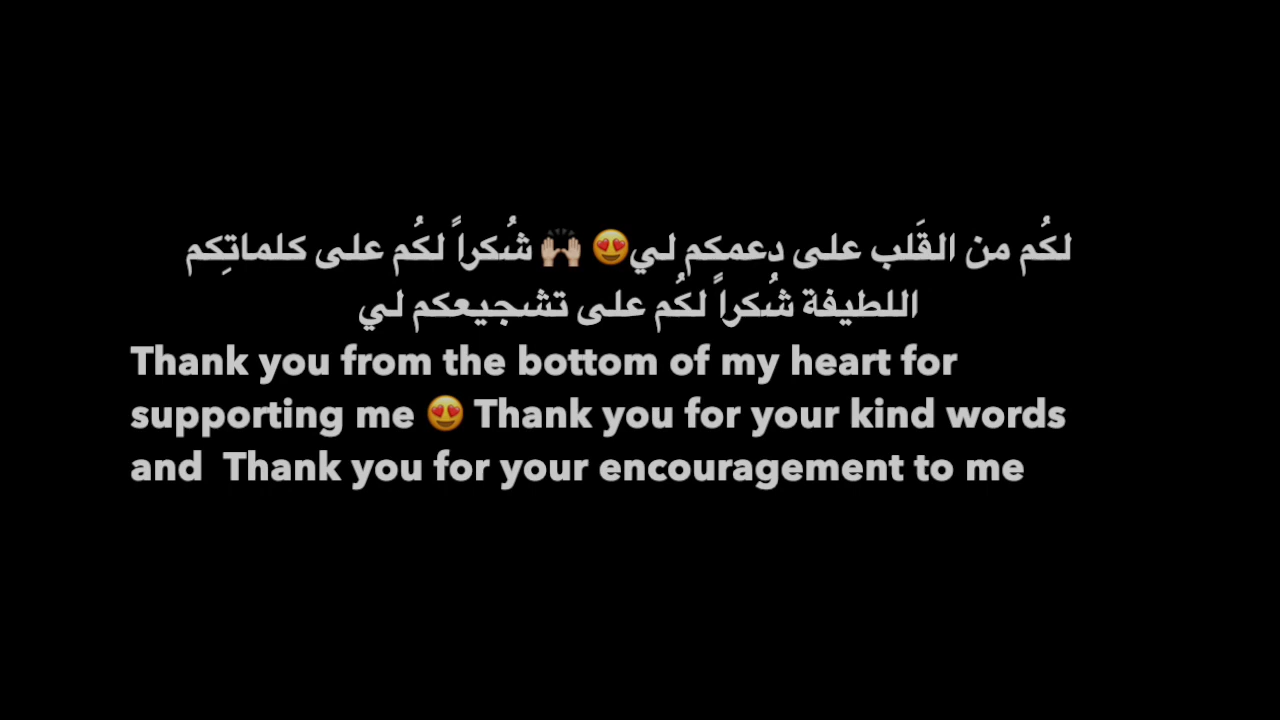 لكُم من القَلب على دعمكم لي😍 🙌🏻 شُكراً لكُم على كلماتِكم
اللطيفة شُكراً لكُم على تشجيعكم لي
Thank you from the bottom of my heart for
supporting me 😍 Thank you for your kind words
and  Thank you for your encouragement to me